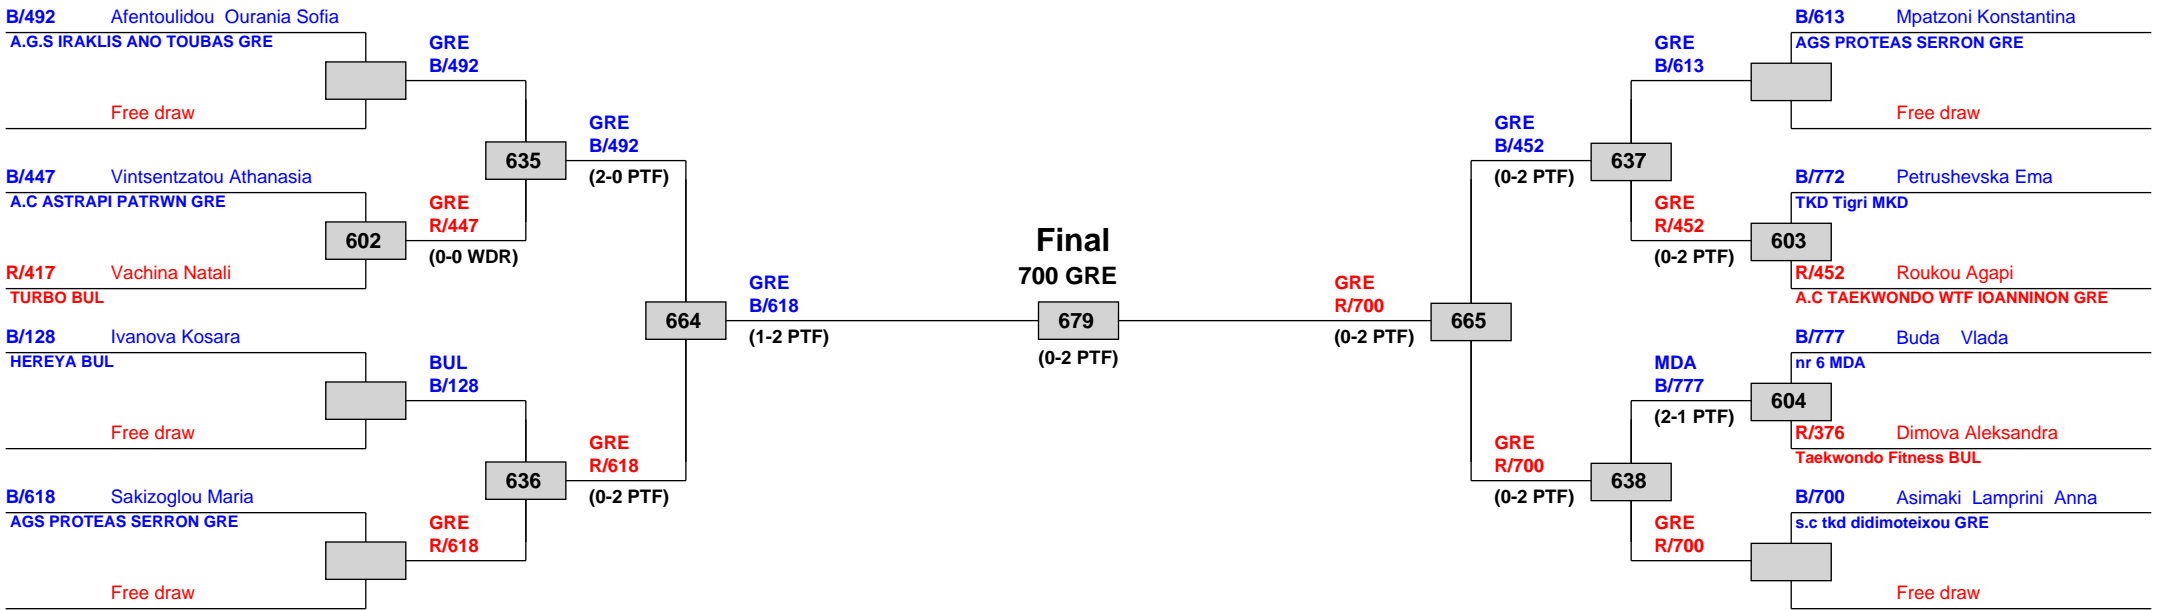 B/492 Afentoulidou Ourania Sofia
A.G.S IRAKLIS ANO TOUBAS GRE
Free draw
B/447 Vintsentzatou Athanasia
A.C ASTRAPI PATRWN GRE
602
R/417 Vachina Natali
TURBO BUL
B/128 Ivanova Kosara
HEREYA BUL
Free draw
B/618 Sakizoglou Maria
AGS PROTEAS SERRON GRE
Free draw
GRE
B/492
635
GRE
R/447
(0-0 WDR)
BUL
B/128
636
GRE
R/618
GRE
B/492
(2-0 PTF)
664
GRE
R/618
(0-2 PTF)
GRE
B/618
(1-2 PTF)
Final
700 GRE
679
(0-2 PTF)
GRE
R/700
(0-2 PTF)
665
GRE
B/452
(0-2 PTF)
GRE
R/700
(0-2 PTF)
GRE
B/613
637
GRE
R/452
(0-2 PTF)
MDA
B/777
(2-1 PTF)
638
GRE
R/700
B/613 Mpatzoni Konstantina
AGS PROTEAS SERRON GRE
Free draw
B/772 Petrushevska Ema
TKD Tigri MKD
603
R/452 Roukou Agapi
A.C TAEKWONDO WTF IOANNINON GRE
B/777 Buda Vlada
nr 6 MDA
604
R/376 Dimova Aleksandra
Taekwondo Fitness BUL
B/700 Asimaki Lamprini Anna
s.c tkd didimoteixou GRE
Free draw